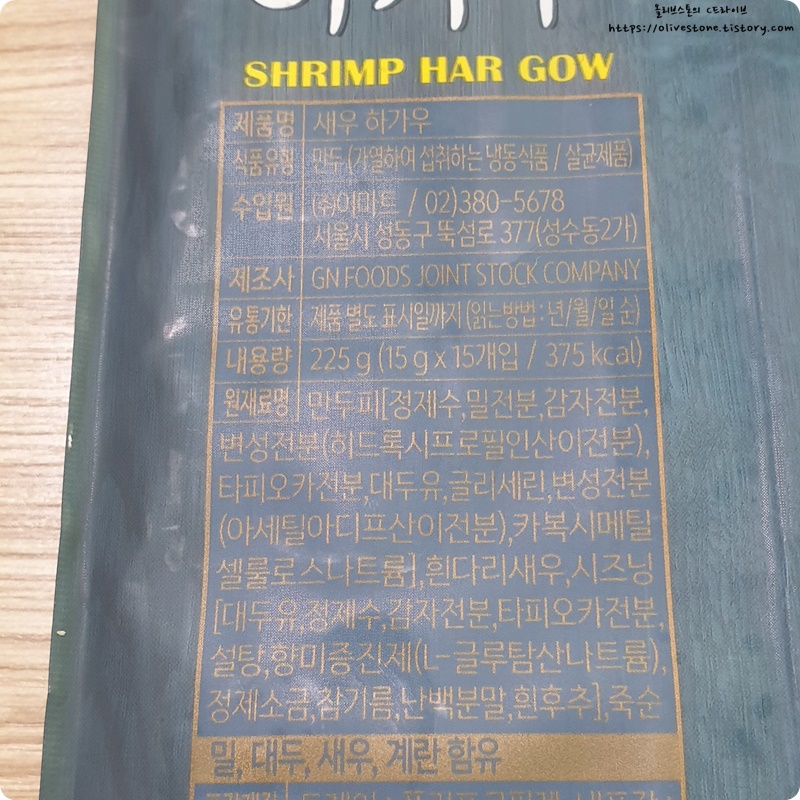 올리브스톤의 CE라이브
https://olivestone.tistory.com
SHRIMP HAR GOW
제품명 새우 하가우
식품유형 만두(가열하여 섭취하는 냉동식품 / 살균제품)
수입원 (주)이마트 / 02)380-5678
서울시 성동구 뚝섬로 377(성수동2가)
제조사 GN FOODS JOINT STOCK COMPANY
유통기한 제품 별도 표시일까지 (읽는방법 : 년/월/일 순)
내용량 225 g (15 g x 15개입 / 375 kcal)
원재료명 만두피[정제수,밀전분,감자전분,
변성전분(히드록시프로필인산이전분),
타피오카전분,대두유,글리세린,변성전분
(아세틸아디프산이전분),카복시메틸
셀룰로스나트륨],흰다리새우,시즈닝
[대두유,정제수,감자전분,타피오카전분,
설탕,향미증진제(L-글루탐산나트륨),
정제소금,참기름,난백분말,흰후추],죽순
밀, 대두, 새우, 계란 함유